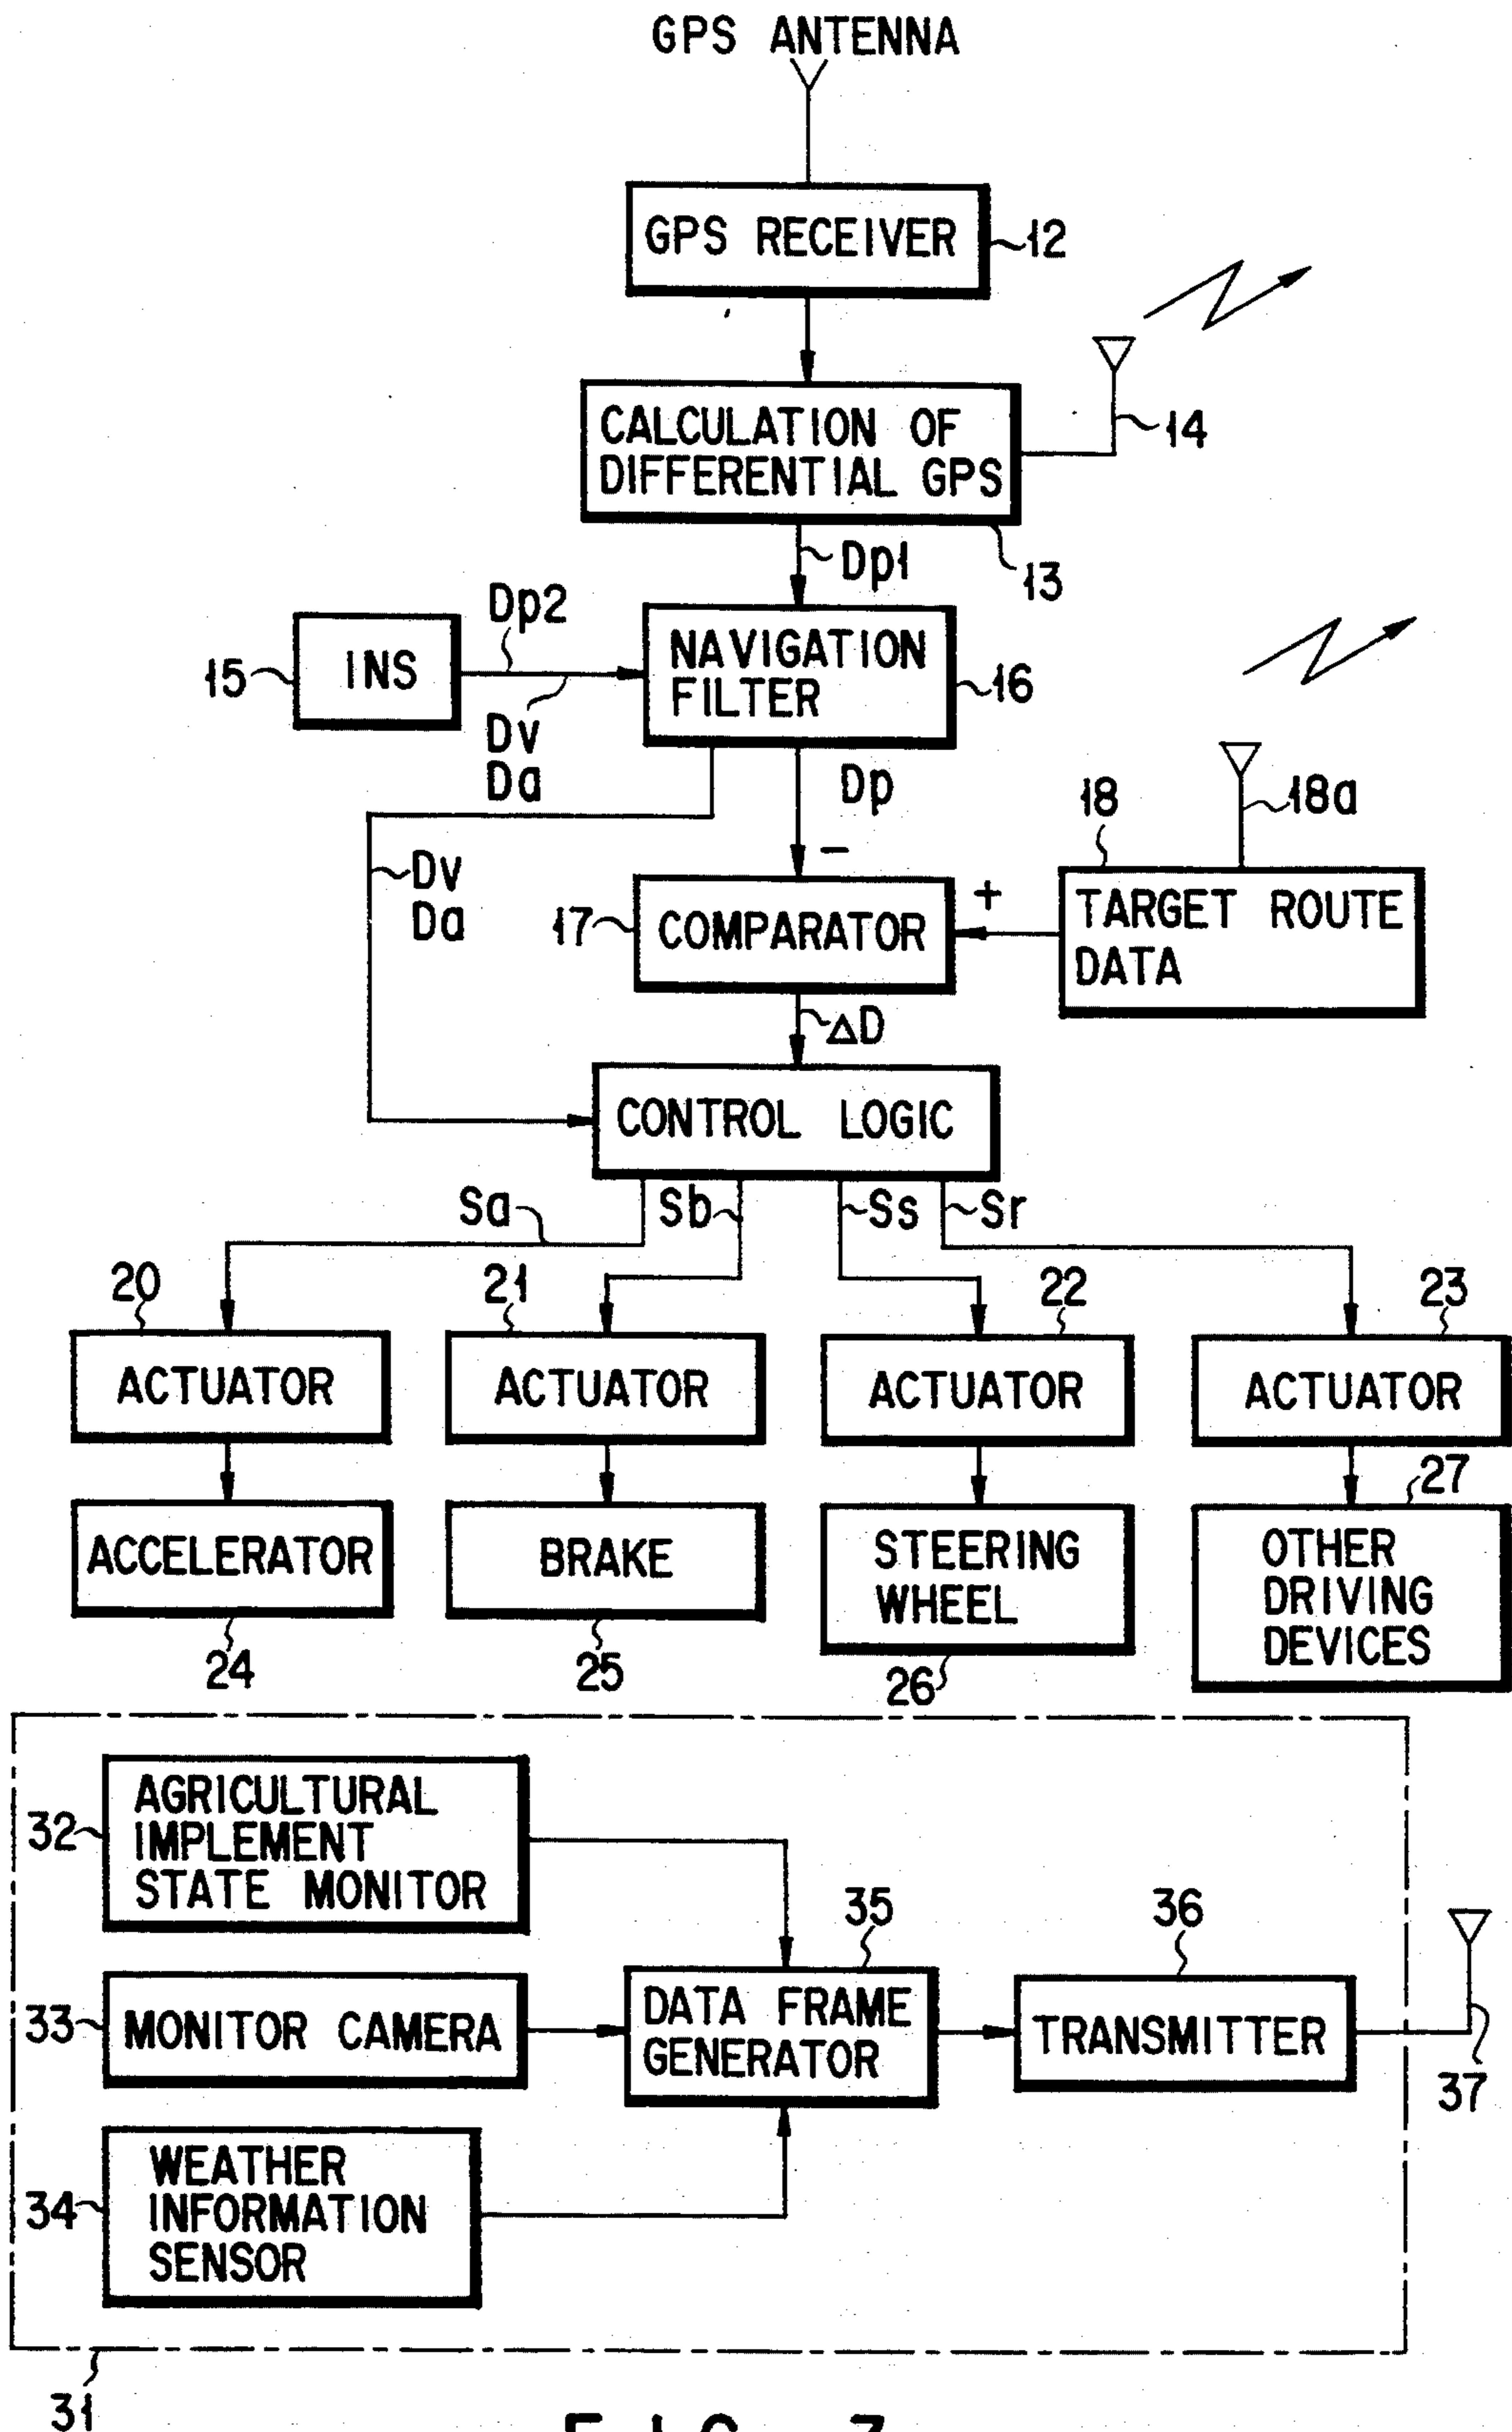 GPS ANTENNA
GPS RECEIVER
12
CALCULATION OF
DIFFERENTIAL GPS
14
13
Dp1
Dp2
15
INS
Dv
Da
NAVIGATION
FILTER
16
Dp
18
18a
Dv
Da
−
17
COMPARATOR
+
TARGET ROUTE
DATA
ΔD
CONTROL LOGIC
Sa
Sb
Ss
Sr
20
21
22
23
ACTUATOR
ACTUATOR
ACTUATOR
ACTUATOR
27
ACCELERATOR
BRAKE
STEERING
WHEEL
OTHER
DRIVING
DEVICES
24
25
26
32
AGRICULTURAL
IMPLEMENT
STATE MONITOR
35
36
33
MONITOR CAMERA
DATA FRAME
GENERATOR
TRANSMITTER
37
34
WEATHER
INFORMATION
SENSOR
31